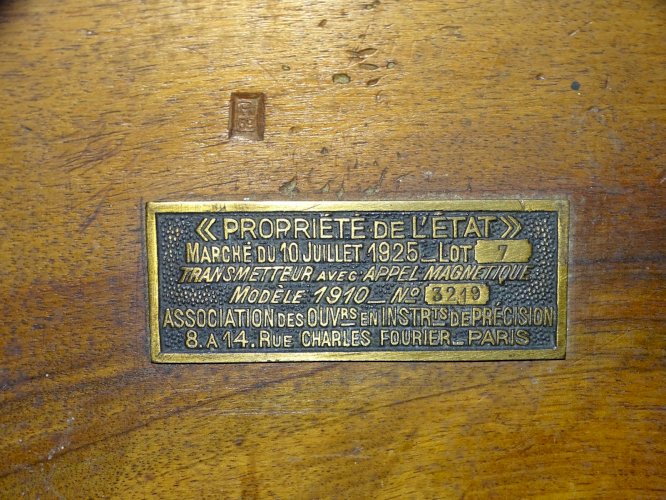 « PROPRIÉTÉ DE L'ÉTAT »
MARCHÉ DU 10 JUILLET 1925_LOT 7
TRANSMETTEUR AVEC APPEL MAGNÉTIQUE
MODÈLE 1910_Nº 3249
ASSOCIATION DES OUVRS EN INSTRTS DE PRÉCISION
8. A 14. RUE CHARLES FOURIER_PARIS